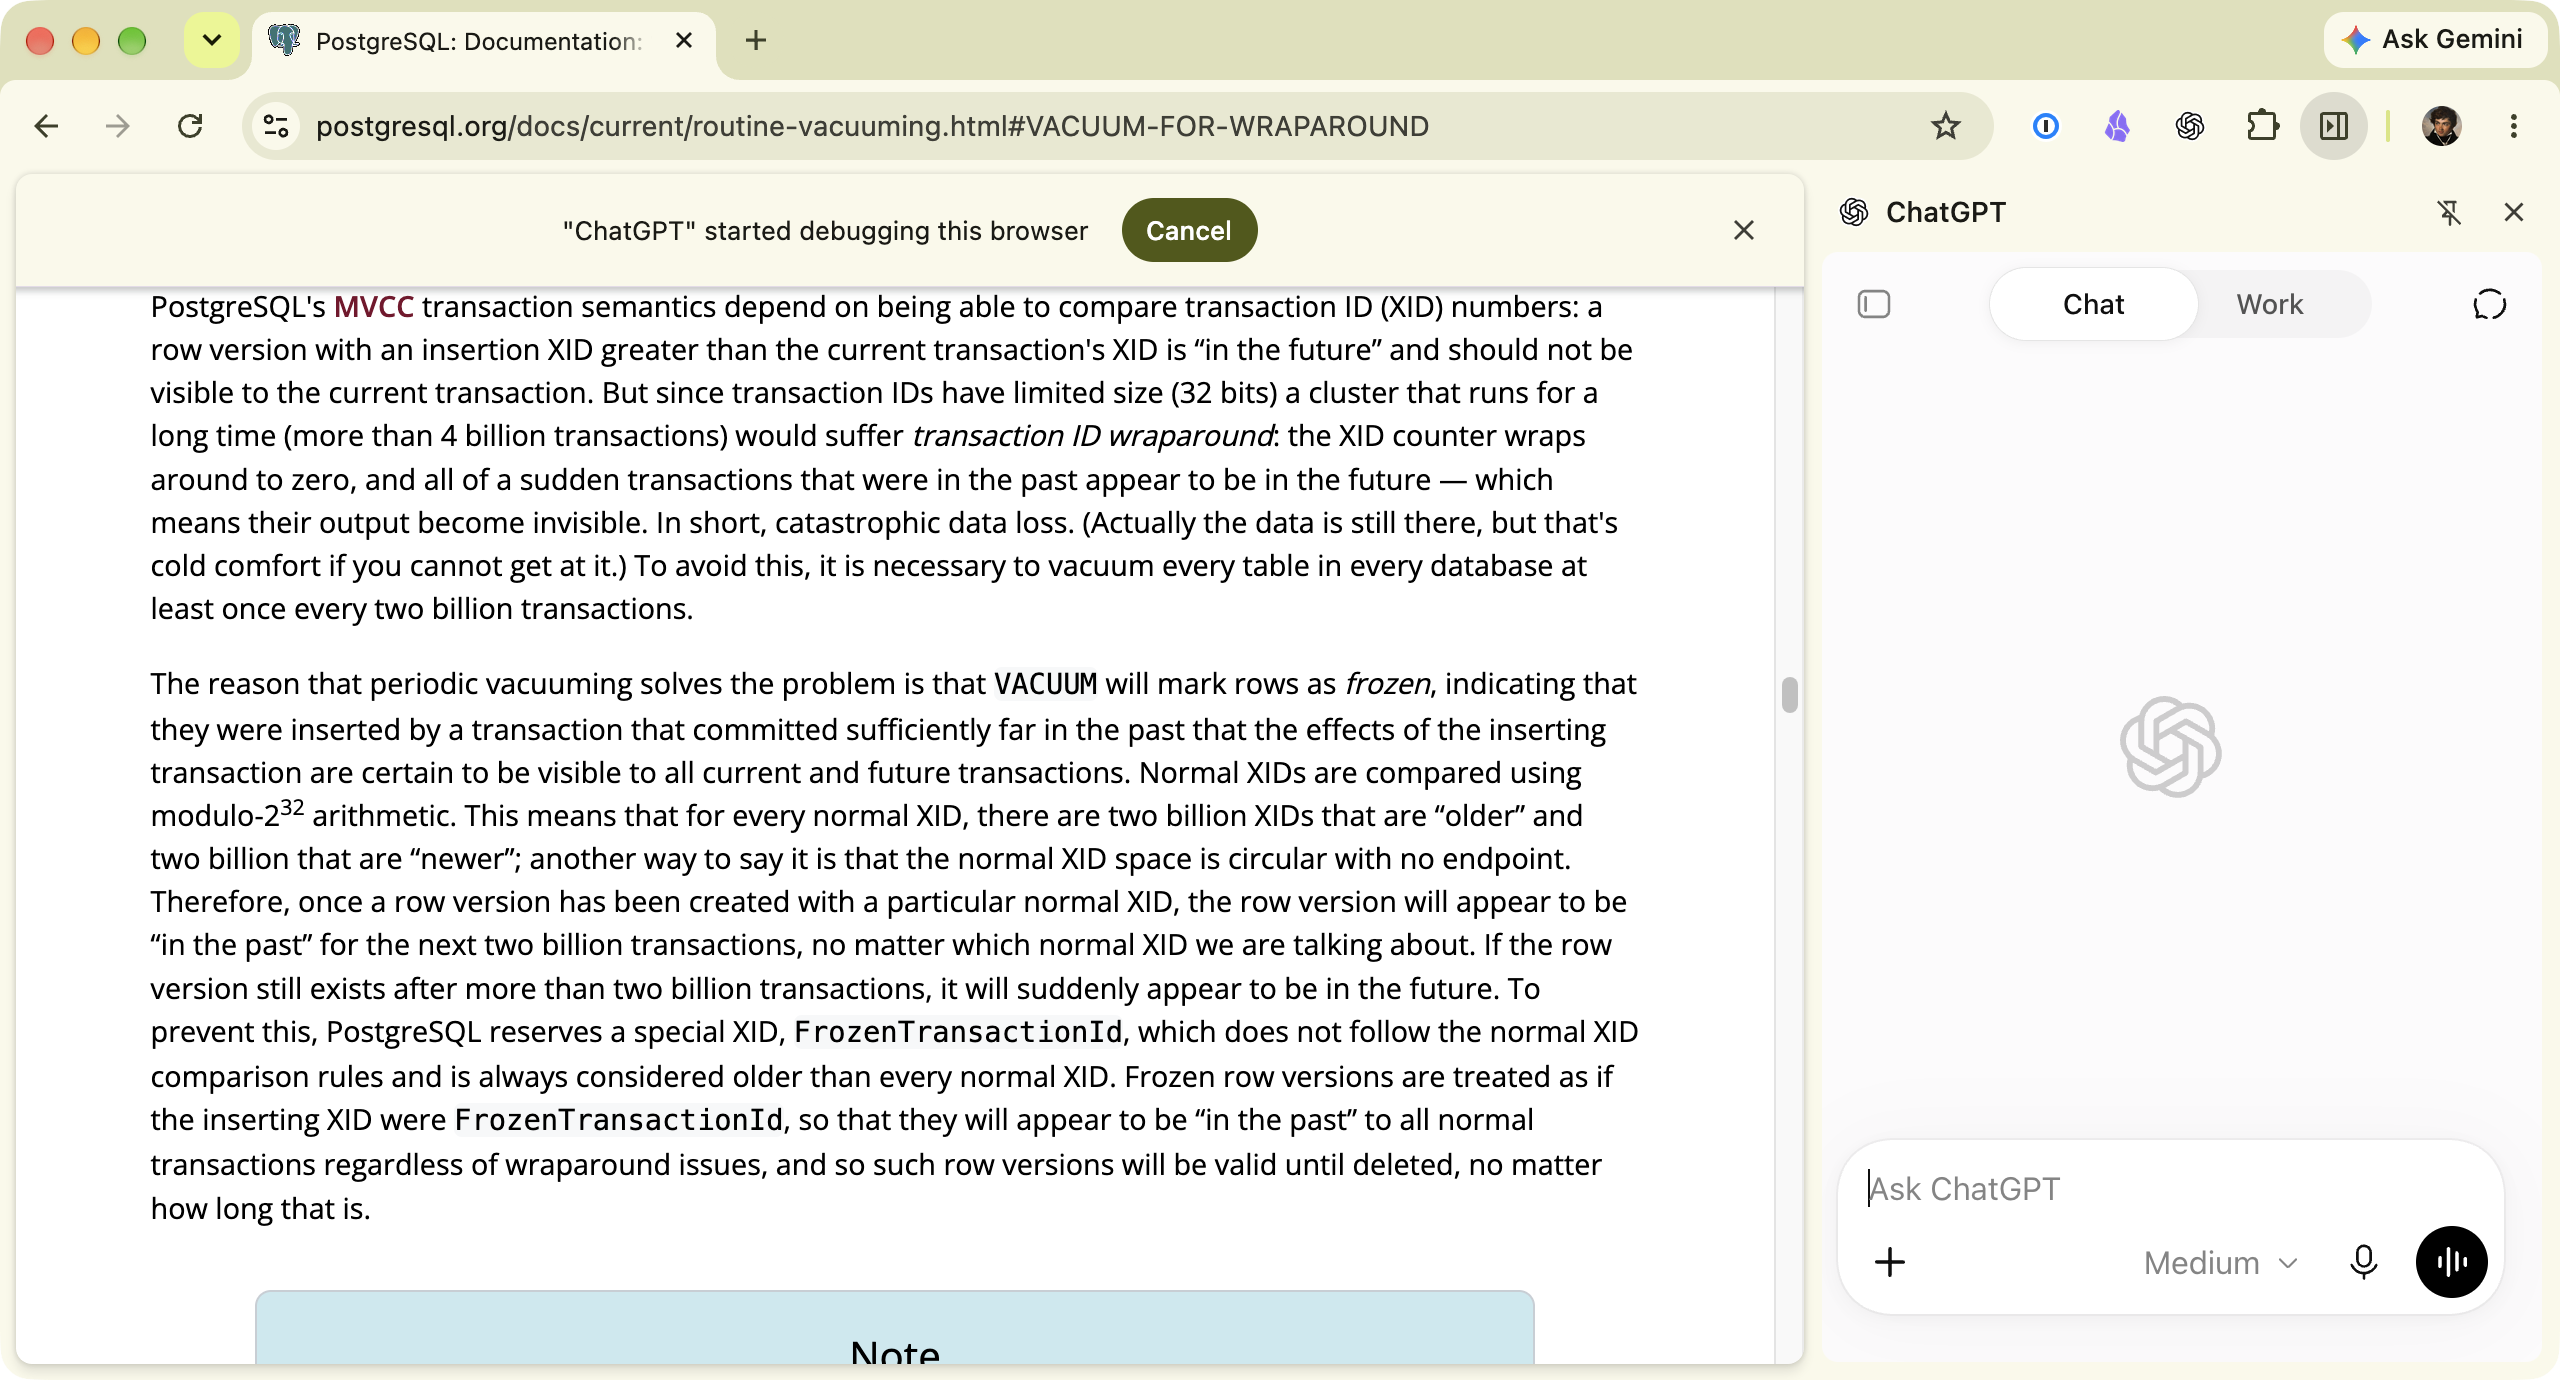 PostgreSQL: Documentation:
Ask Gemini
postgresql.org/docs/current/routine-vacuuming.html#VACUUM-FOR-WRAPAROUND
"ChatGPT" started debugging this browser
Cancel
PostgreSQL's MVCC transaction semantics depend on being able to compare transaction ID (XID) numbers: a
row version with an insertion XID greater than the current transaction's XID is “in the future” and should not be
visible to the current transaction. But since transaction IDs have limited size (32 bits) a cluster that runs for a
long time (more than 4 billion transactions) would suffer transaction ID wraparound: the XID counter wraps
around to zero, and all of a sudden transactions that were in the past appear to be in the future — which
means their output become invisible. In short, catastrophic data loss. (Actually the data is still there, but that's
cold comfort if you cannot get at it.) To avoid this, it is necessary to vacuum every table in every database at
least once every two billion transactions.
The reason that periodic vacuuming solves the problem is that VACUUM will mark rows as frozen, indicating that
they were inserted by a transaction that committed sufficiently far in the past that the effects of the inserting
transaction are certain to be visible to all current and future transactions. Normal XIDs are compared using
modulo-2³² arithmetic. This means that for every normal XID, there are two billion XIDs that are “older” and
two billion that are “newer”; another way to say it is that the normal XID space is circular with no endpoint.
Therefore, once a row version has been created with a particular normal XID, the row version will appear to be
“in the past” for the next two billion transactions, no matter which normal XID we are talking about. If the row
version still exists after more than two billion transactions, it will suddenly appear to be in the future. To
prevent this, PostgreSQL reserves a special XID, FrozenTransactionId, which does not follow the normal XID
comparison rules and is always considered older than every normal XID. Frozen row versions are treated as if
the inserting XID were FrozenTransactionId, so that they will appear to be “in the past” to all normal
transactions regardless of wraparound issues, and so such row versions will be valid until deleted, no matter
how long that is.
Note
ChatGPT
Chat
Work
Ask ChatGPT
Medium